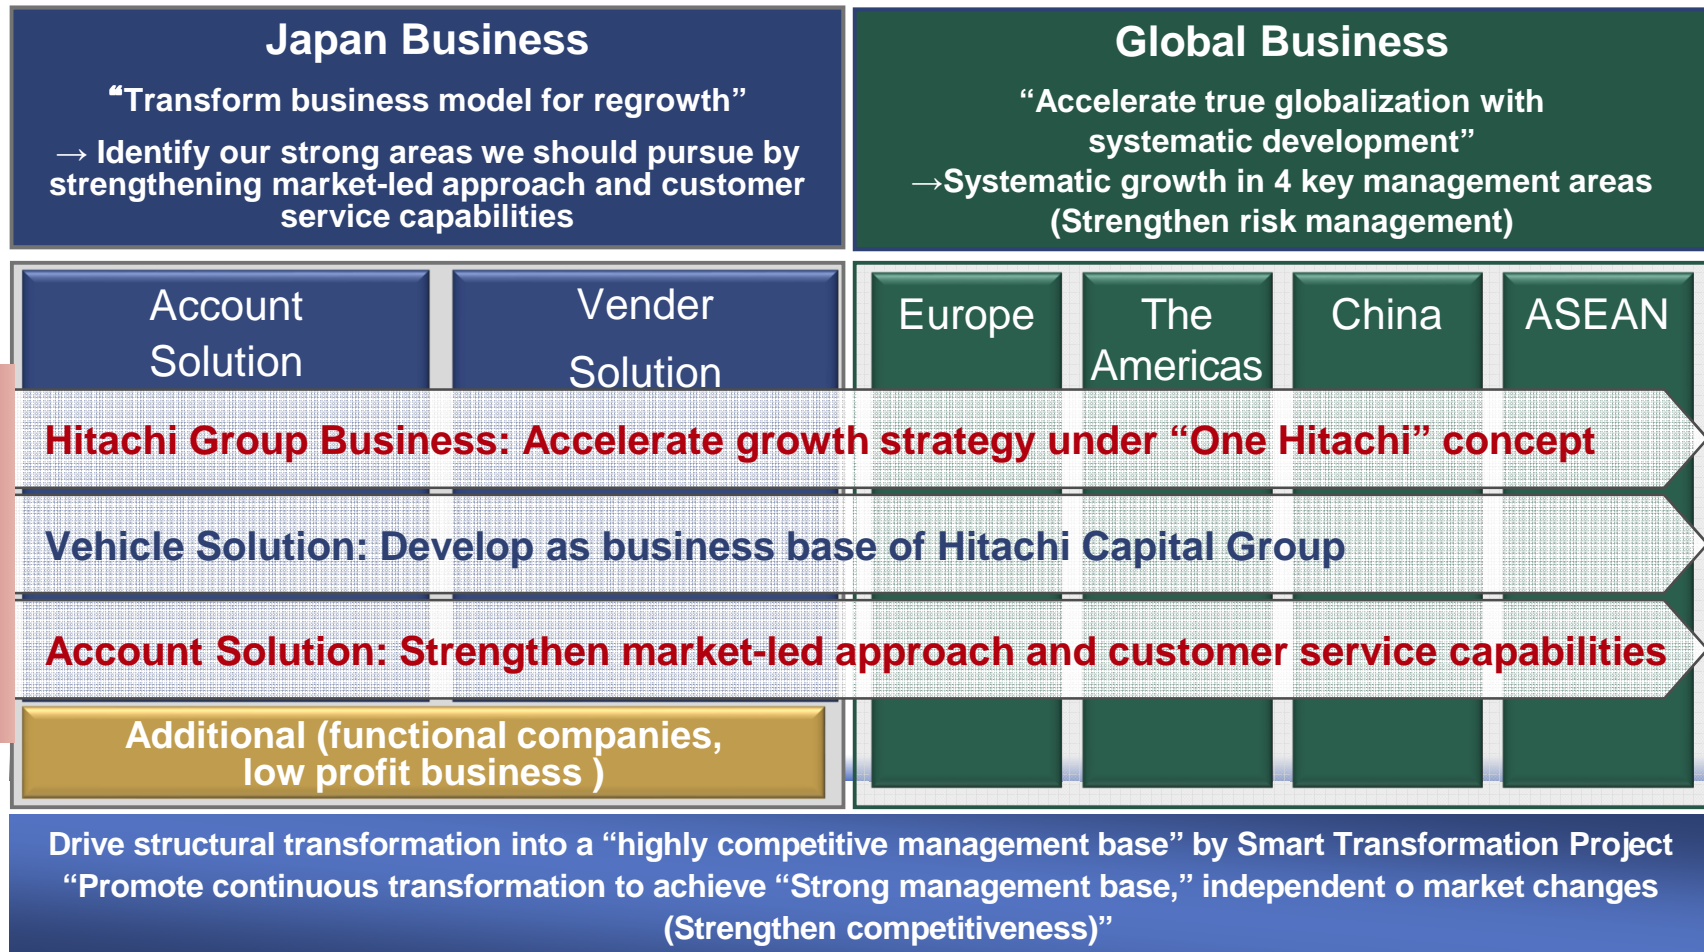 Japan Business
“Transform business model for regrowth”
→ Identify our strong areas we should pursue by
strengthening market-led approach and customer
service capabilities
Global Business
“Accelerate true globalization with
systematic development”
→Systematic growth in 4 key management areas
(Strengthen risk management)
Account
Solution
Vender
Solution
Europe
The
Americas
China
ASEAN
Hitachi Group Business: Accelerate growth strategy under “One Hitachi” concept
Vehicle Solution: Develop as business base of Hitachi Capital Group
Account Solution: Strengthen market-led approach and customer service capabilities
Additional (functional companies,
low profit business )
Drive structural transformation into a “highly competitive management base” by Smart Transformation Project
“Promote continuous transformation to achieve “Strong management base,” independent o market changes
(Strengthen competitiveness)”